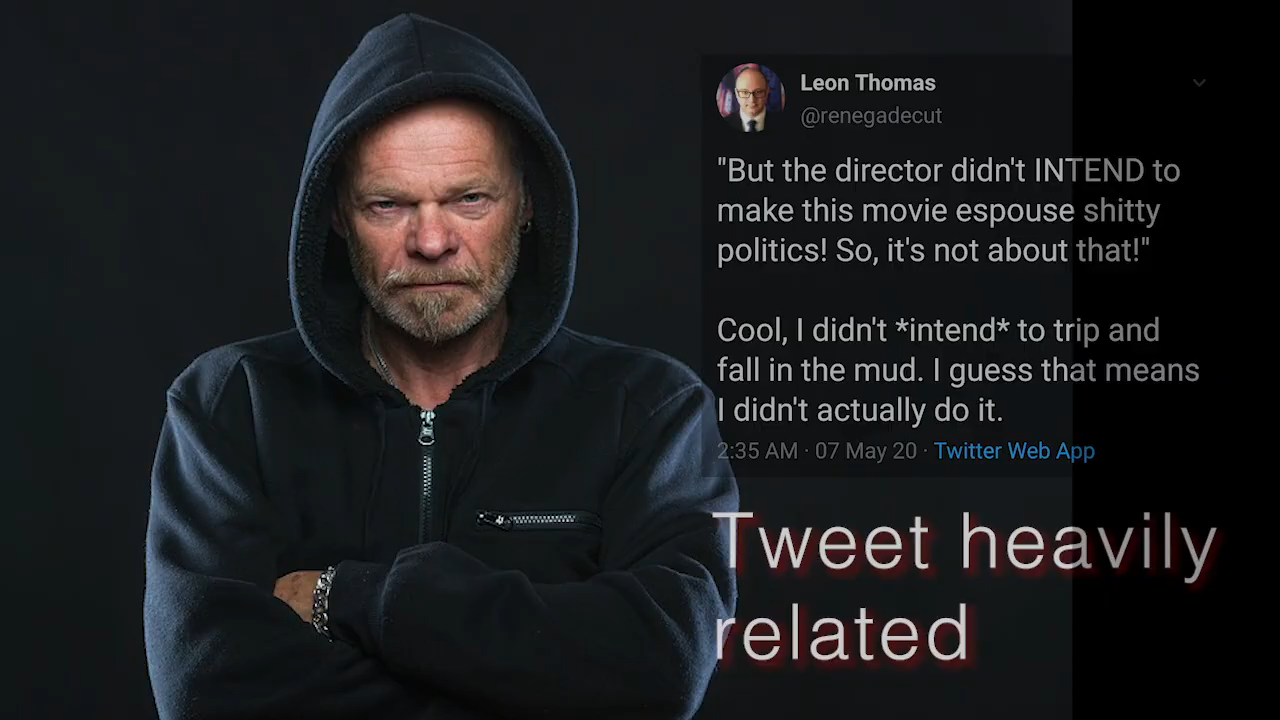 Leon Thomas
@renegadecut
"But the director didn't INTEND to
make this movie espouse shitty
politics! So, it's not about that!"
Cool, I didn't *intend* to trip and
fall in the mud. I guess that means
I didn't actually do it.
2:35 AM · 07 May 20 · Twitter Web App
Tweet heavily
related